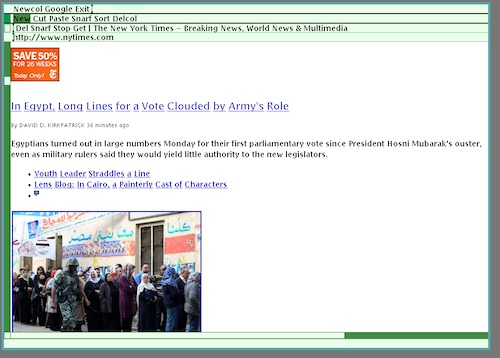 Newcol Google Exit
New Cut Paste Snarf Sort Delcol
Del Snarf Stop Get | The New York Times – Breaking News, World News & Multimedia
http://www.nytimes.com
SAVE 50%
FOR 26 WEEKS
Today Only!
In Egypt, Long Lines for a Vote Clouded by Army's Role
By DAVID D. KIRKPATRICK 36 minutes ago
Egyptians turned out in large numbers Monday for their first parliamentary vote since President Hosni Mubarak's ouster,
even as military rulers said they would yield little authority to the new legislators.
Youth Leader Straddles a Line
Lens Blog: In Cairo, a Painterly Cast of Characters